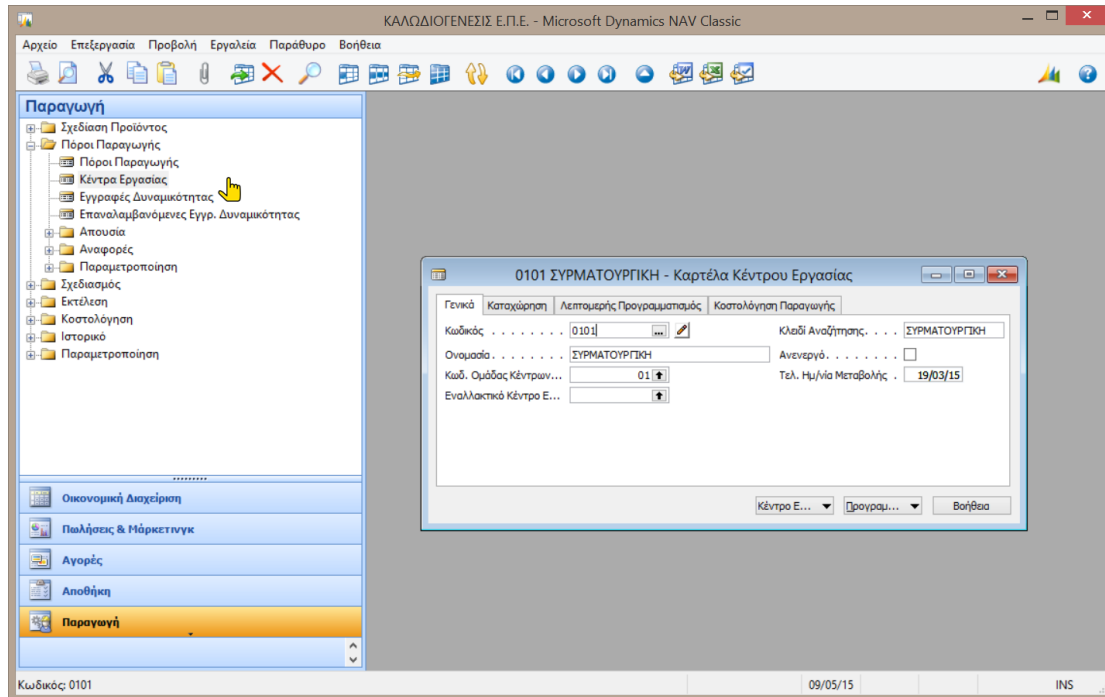 ΚΑΛΩΔΙΟΓΕΝΕΣΙΣ Ε.Π.Ε. - Microsoft Dynamics NAV Classic
Αρχείο Επεξεργασία Προβολή Εργαλεία Παράθυρο Βοήθεια
Παραγωγή
Σχεδίαση Προϊόντος
Πόροι Παραγωγής
Πόροι Παραγωγής
Κέντρα Εργασίας
Εγγραφές Δυναμικότητας
Επαναλαμβανόμενες Εγγρ. Δυναμικότητας
Απουσία
Αναφορές
Παραμετροποίηση
Σχεδιασμός
Εκτέλεση
Κοστολόγηση
Ιστορικό
Παραμετροποίηση
Οικονομική Διαχείριση
Πωλήσεις & Μάρκετινγκ
Αγορές
Αποθήκη
Παραγωγή
0101 ΣΥΡΜΑΤΟΥΡΓΙΚΗ - Καρτέλα Κέντρου Εργασίας
Γενικά Καταχώρηση Λεπτομερής Προγραμματισμός Κοστολόγηση Παραγωγής
Κωδικός . . . . . . . . 0101 ... Κλειδί Αναζήτησης. . . . ΣΥΡΜΑΤΟΥΡΓΙΚΗ
Ονομασία. . . . . . . . ΣΥΡΜΑΤΟΥΡΓΙΚΗ Ανενεργό. . . . . . . .
Κωδ. Ομάδας Κέντρων... 01 Τελ. Ημ/νία Μεταβολής . 19/03/15
Εναλλακτικό Κέντρο Ε...
Κέντρο Ε... Προγραμ... Βοήθεια
Κωδικός: 0101 09/05/15 INS